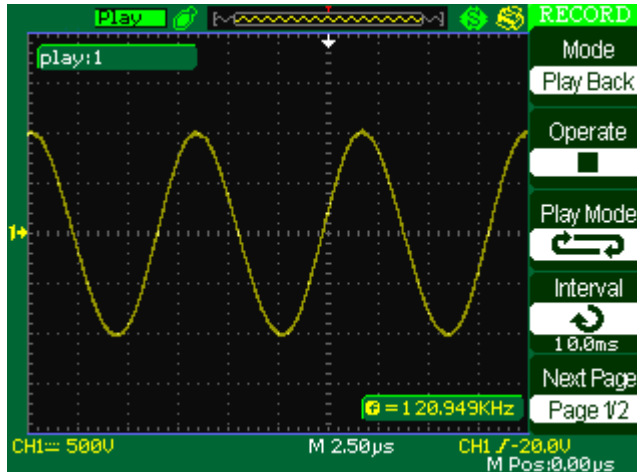 Play
RECORD
play:1
Mode
Play Back
Operate
Play Mode
Interval
10.0ms
Next Page
Page 1/2
1
f=120.949KHz
CH1 500V
M 2.50µs
CH1 -20.0V
M Pos:0.00µs